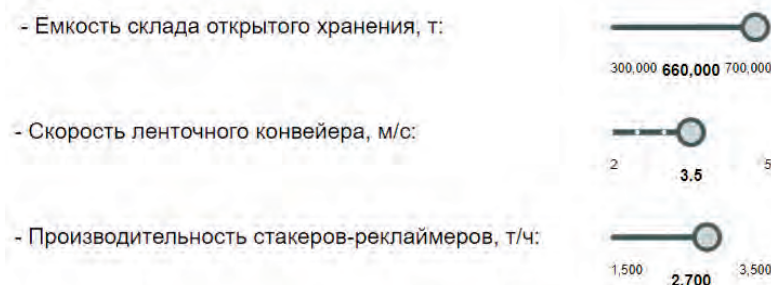 - Емкость склада открытого хранения, т:
300,000 660,000 700,000
- Скорость ленточного конвейера, м/с:
2 3.5 5
- Производительность стакеров-реклаймеров, т/ч:
1,500 2,700 3,500